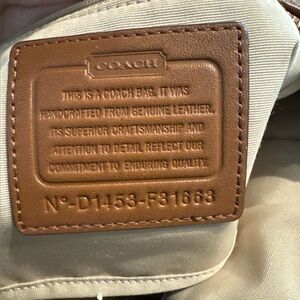 COACH
THIS IS A COACH BAG. IT WAS
HANDCRAFTED FROM GENUINE LEATHER.
ITS SUPERIOR CRAFTSMANSHIP AND
ATTENTION TO DETAIL REFLECT OUR
COMMITMENT TO ENDURING QUALITY.
Nº-D1453-F31663